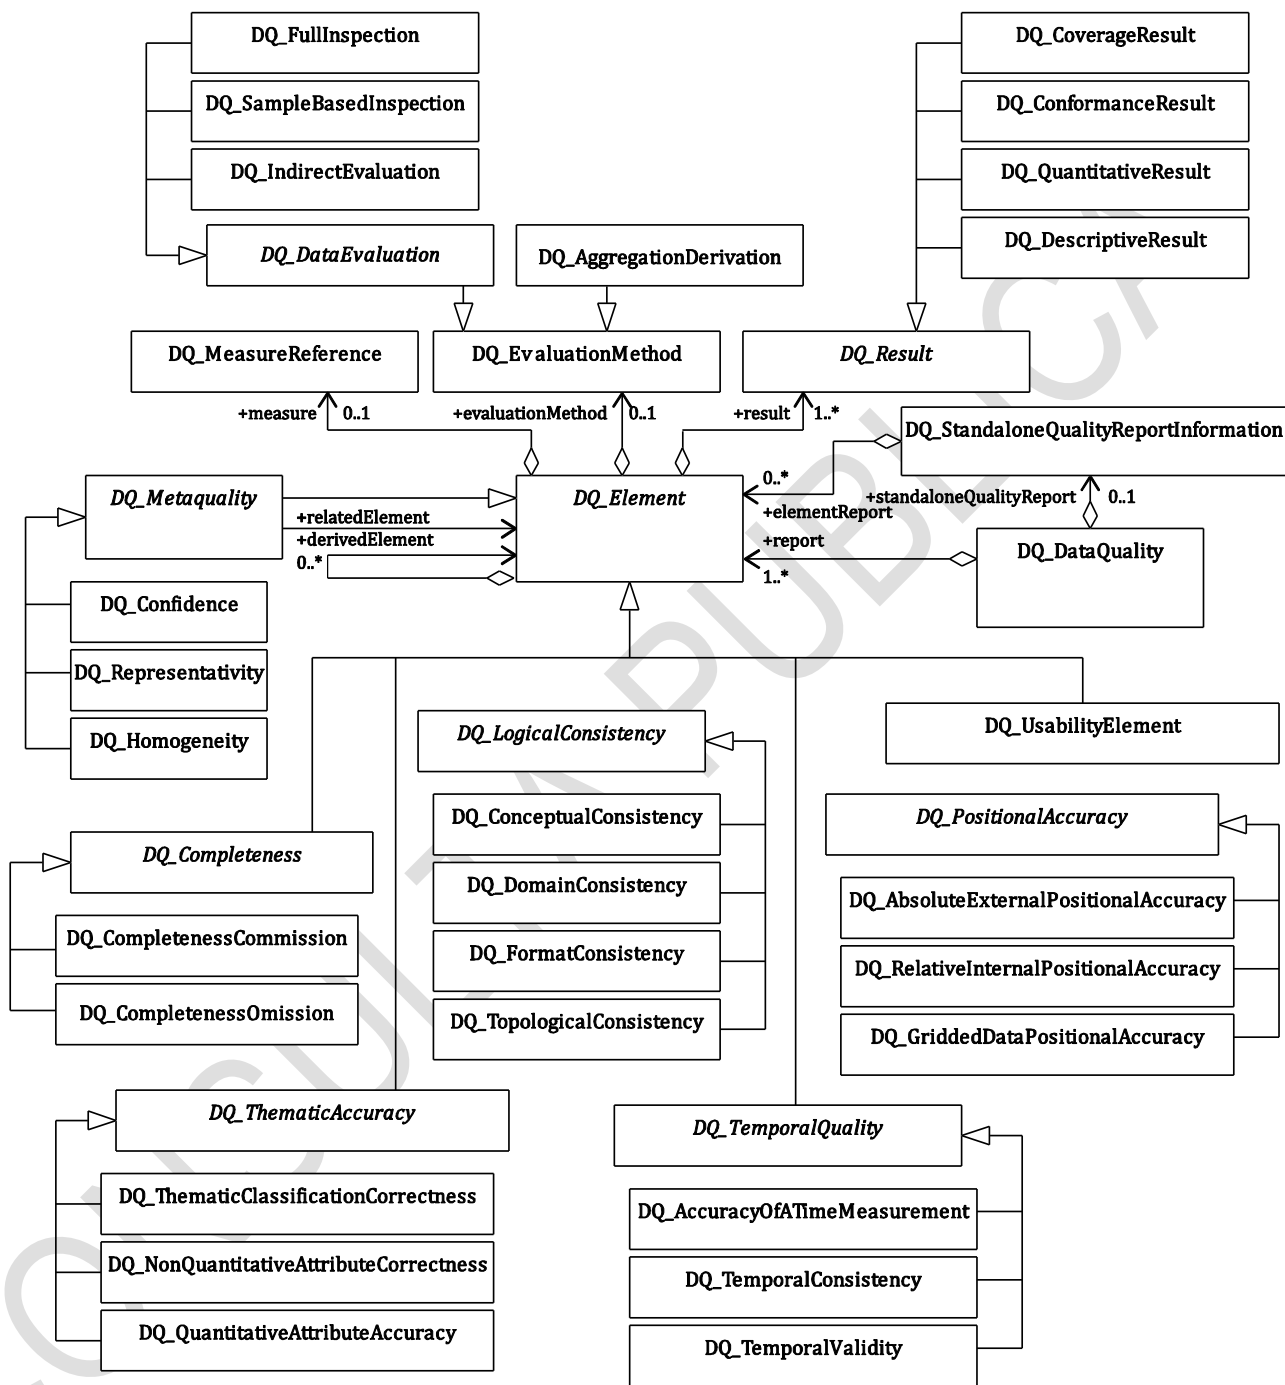 DQ_FullInspection
DQ_SampleBasedInspection
DQ_IndirectEvaluation
DQ_DataEvaluation
DQ_AggregationDerivation
DQ_CoverageResult
DQ_ConformanceResult
DQ_QuantitativeResult
DQ_DescriptiveResult
DQ_MeasureReference
DQ_EvaluationMethod
DQ_Result
+measure 0..1
+evaluationMethod 0..1
+result 1..*
DQ_StandaloneQualityReportInformation
DQ_Metaquality
DQ_Element
0..*
+elementReport
+standaloneQualityReport 0..1
+relatedElement
+derivedElement
0..*
+report
1..*
DQ_DataQuality
DQ_Confidence
DQ_Representativity
DQ_Homogeneity
DQ_LogicalConsistency
DQ_ConceptualConsistency
DQ_DomainConsistency
DQ_FormatConsistency
DQ_TopologicalConsistency
DQ_UsabilityElement
DQ_PositionalAccuracy
DQ_AbsoluteExternalPositionalAccuracy
DQ_RelativeInternalPositionalAccuracy
DQ_GriddedDataPositionalAccuracy
DQ_Completeness
DQ_CompletenessCommission
DQ_CompletenessOmission
DQ_ThematicAccuracy
DQ_ThematicClassificationCorrectness
DQ_NonQuantitativeAttributeCorrectness
DQ_QuantitativeAttributeAccuracy
DQ_TemporalQuality
DQ_AccuracyOfATimeMeasurement
DQ_TemporalConsistency
DQ_TemporalValidity
CONSULTA PUBLICA